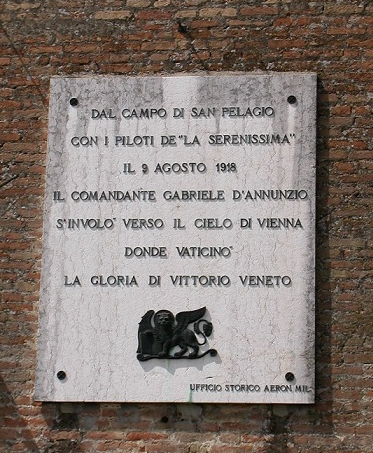 DAL CAMPO DI SAN PELAGIO
CON I PILOTI DE "LA SERENISSIMA"
IL 9 AGOSTO 1918
IL COMANDANTE GABRIELE D'ANNUNZIO
S'INVOLO' VERSO IL CIELO DI VIENNA
DONDE VATICINO'
LA GLORIA DI VITTORIO VENETO
UFFICIO STORICO AERON. MIL.